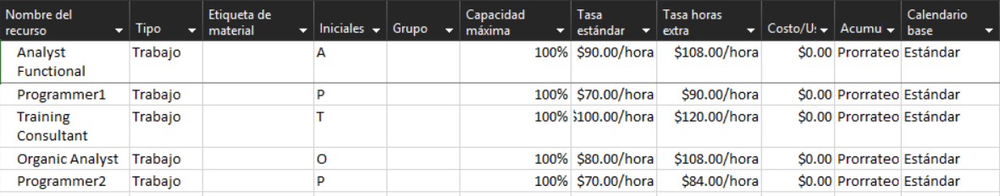 Nombre del recurso Tipo Etiqueta de material Iniciales Grupo Capacidad máxima Tasa estándar Tasa horas extra Costo/U: Acumu Calendario base
Analyst Functional Trabajo A 100% $90.00/hora $108.00/hora $0.00 Prorrateo Estándar
Programmer1 Trabajo P 100% $70.00/hora $90.00/hora $0.00 Prorrateo Estándar
Training Consultant Trabajo T 100% $100.00/hora $120.00/hora $0.00 Prorrateo Estándar
Organic Analyst Trabajo O 100% $80.00/hora $108.00/hora $0.00 Prorrateo Estándar
Programmer2 Trabajo P 100% $70.00/hora $84.00/hora $0.00 Prorrateo Estándar